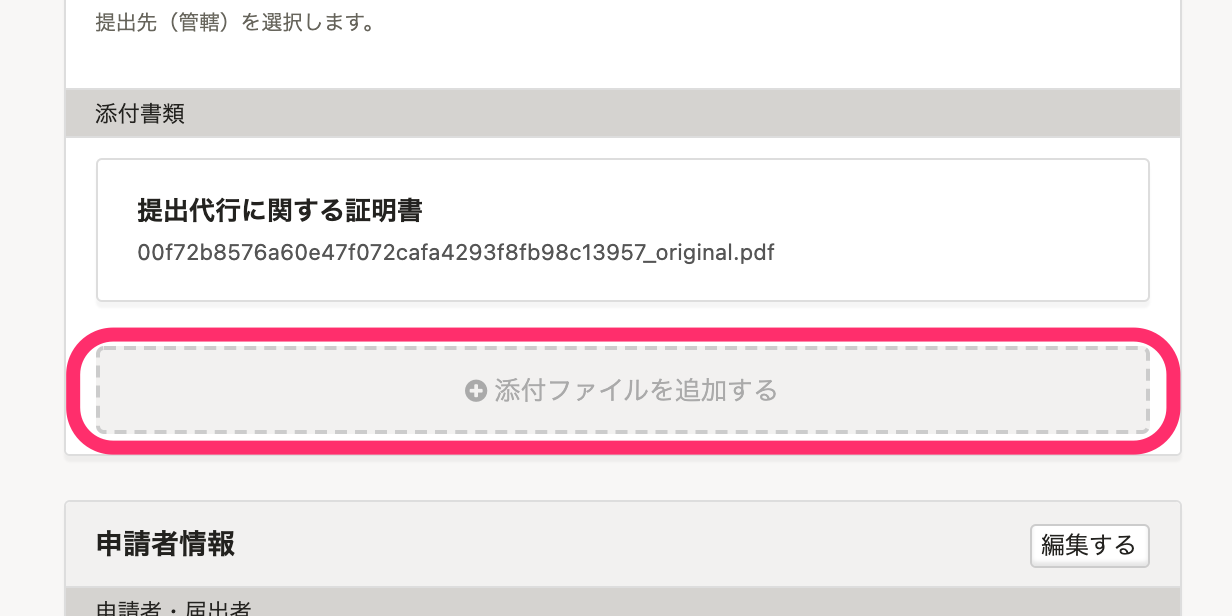 提出先（管轄）を選択します。
添付書類
提出代行に関する証明書
00f72b8576a60e47f072cafa4293f8fb98c13957_original.pdf
添付ファイルを追加する
申請者情報
編集する
申請者・届出者